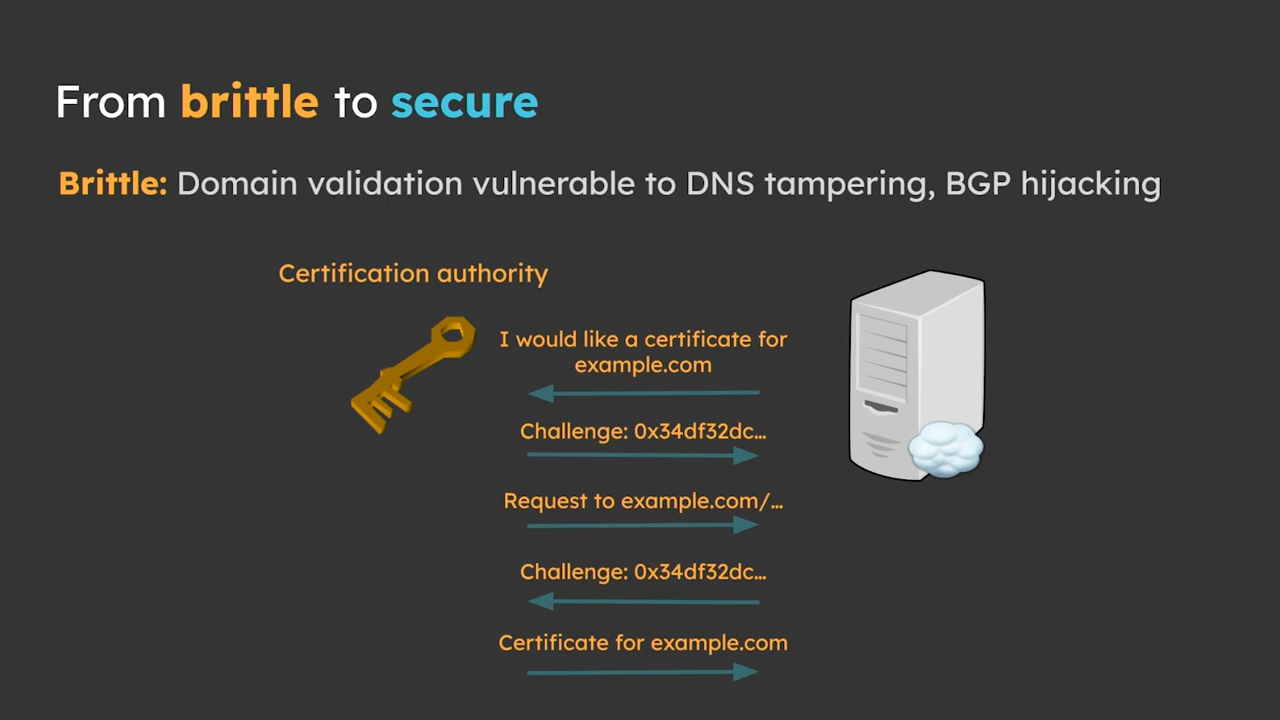 From brittle to secure
Brittle: Domain validation vulnerable to DNS tampering, BGP hijacking
Certification authority
I would like a certificate for
example.com
Challenge: 0x34df32dc...
Request to example.com/...
Challenge: 0x34df32dc...
Certificate for example.com